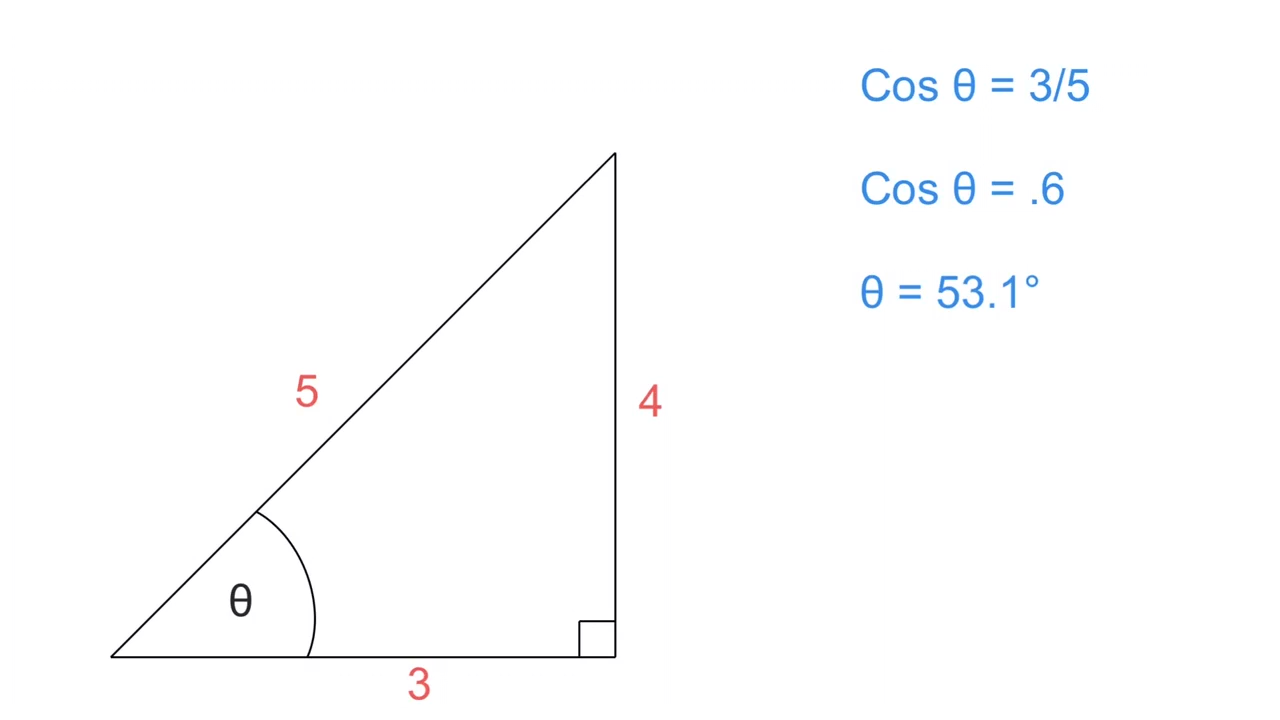 Cos θ = 3/5
Cos θ = .6
θ = 53.1°
5
4
θ
3